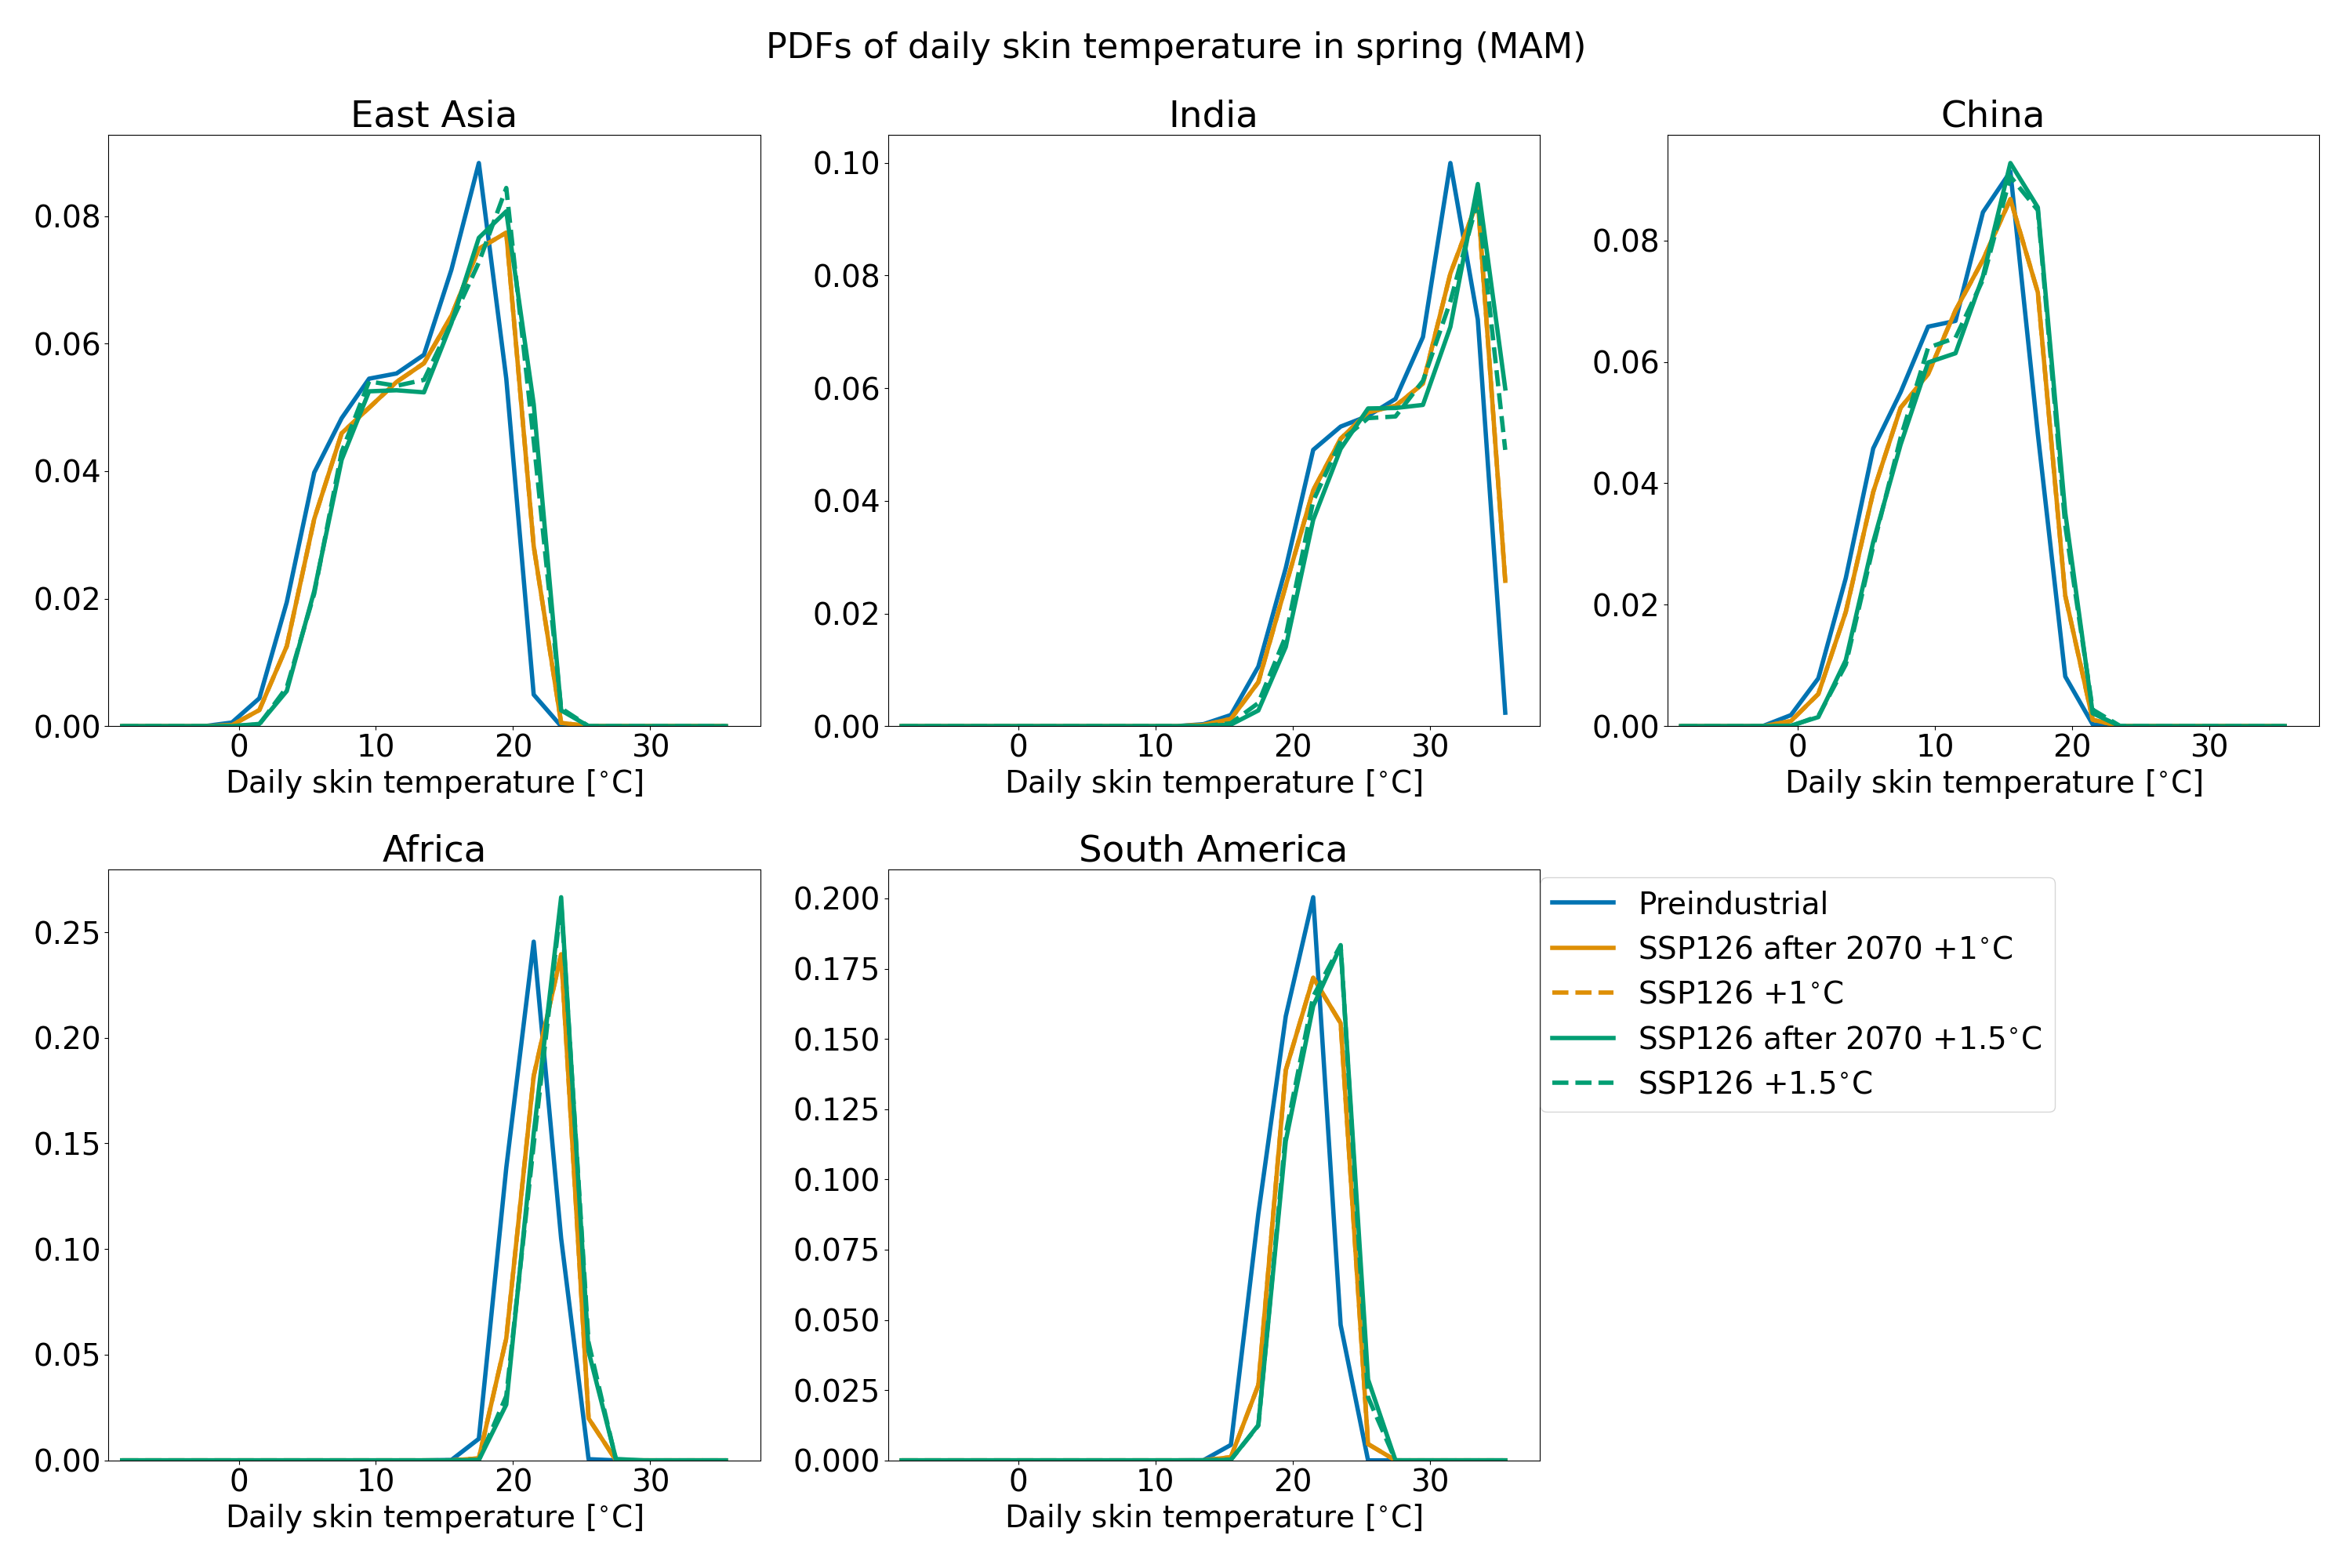 PDFs of daily skin temperature in spring (MAM)
East Asia
0.08
0.06
0.04
0.02
0.00
0 10 20 30
Daily skin temperature [°C]
India
0.10
0.08
0.06
0.04
0.02
0.00
0 10 20 30
Daily skin temperature [°C]
China
0.08
0.06
0.04
0.02
0.00
0 10 20 30
Daily skin temperature [°C]
Africa
0.25
0.20
0.15
0.10
0.05
0.00
0 10 20 30
Daily skin temperature [°C]
South America
0.200
0.175
0.150
0.125
0.100
0.075
0.050
0.025
0.000
0 10 20 30
Daily skin temperature [°C]
Preindustrial
SSP126 after 2070 +1°C
SSP126 +1°C
SSP126 after 2070 +1.5°C
SSP126 +1.5°C